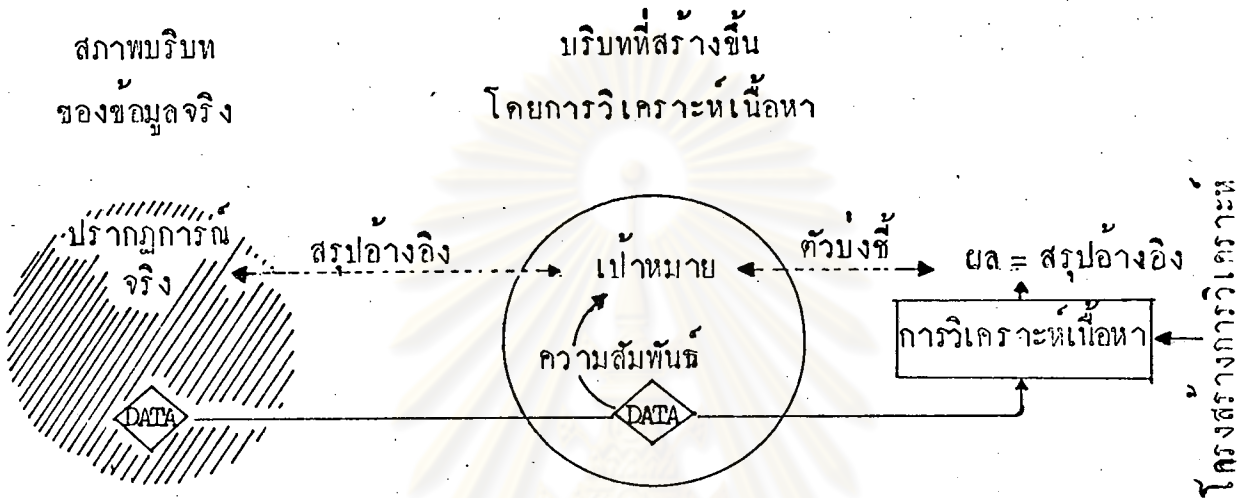 สภาพบริบท
ของข้อมูลจริง
บริบทที่สร้างขึ้น
โดยการวิเคราะห์เนื้อหา
ปรากฏการณ์
จริง
สรุปอ้างอิง
เป้าหมาย
ตัวบ่งชี้
ผล = สรุปอ้างอิง
การวิเคราะห์เนื้อหา
ความสัมพันธ์
DATA
DATA
โครงสร้างการวิเคราะห์